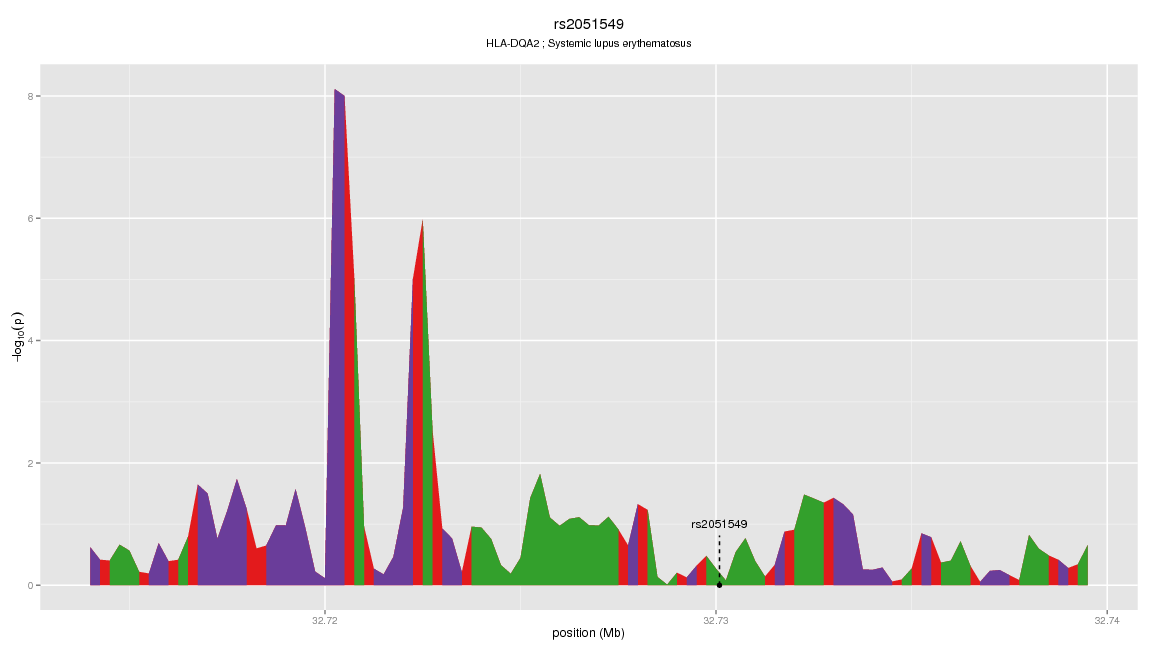 rs2051549
HLA-DQA2 ; Systemic lupus erythematosus
8
6
4
2
0
−log10(p)
rs2051549
32.72
32.73
32.74
position (Mb)